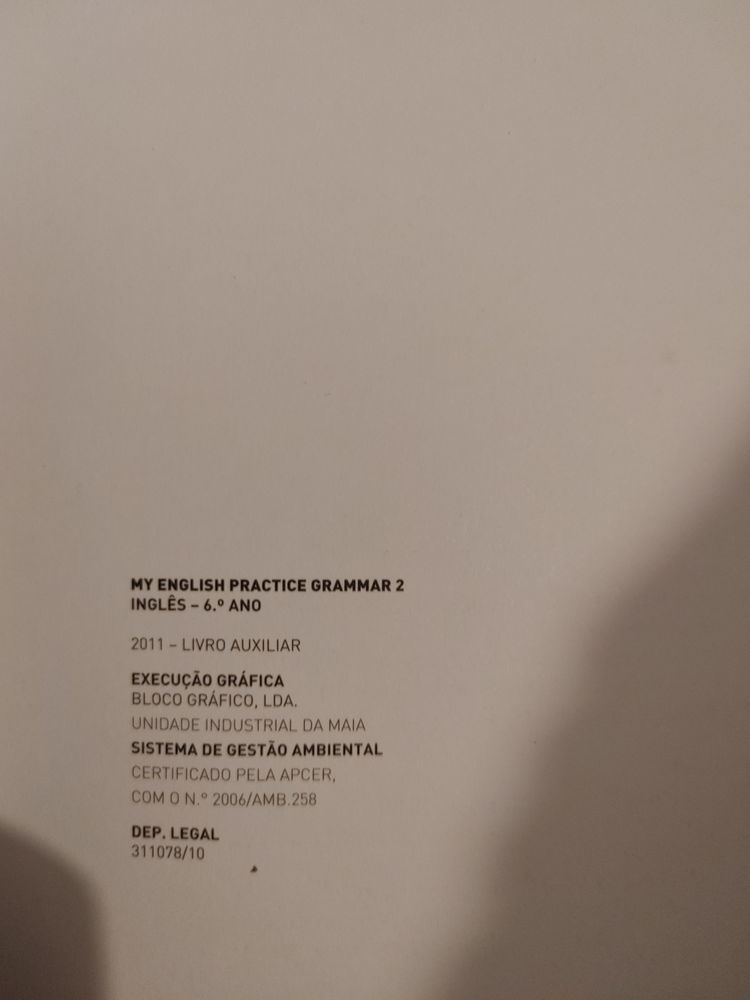 MY ENGLISH PRACTICE GRAMMAR 2
INGLÊS – 6.º ANO
2011 – LIVRO AUXILIAR
EXECUÇÃO GRÁFICA
BLOCO GRÁFICO, LDA.
UNIDADE INDUSTRIAL DA MAIA
SISTEMA DE GESTÃO AMBIENTAL
CERTIFICADO PELA APCER,
COM O N.º 2006/AMB.258
DEP. LEGAL
311078/10